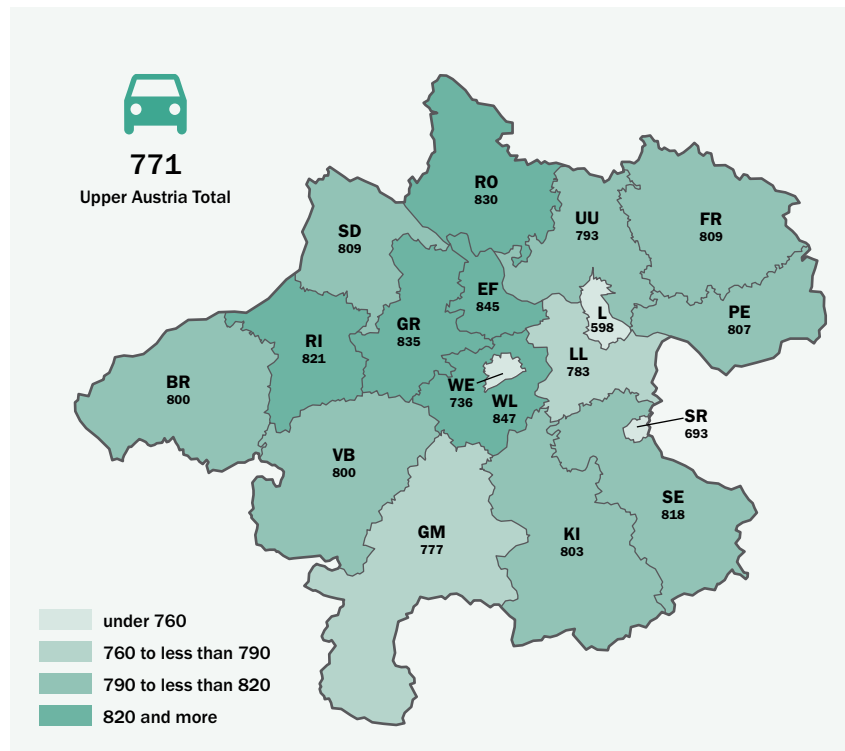 771
Upper Austria Total
RO
830
UU
793
FR
809
SD
809
EF
845
L
598
PE
807
GR
835
RI
821
LL
783
BR
800
WE
736
WL
847
SR
693
VB
800
SE
818
GM
777
KI
803
under 760
760 to less than 790
790 to less than 820
820 and more